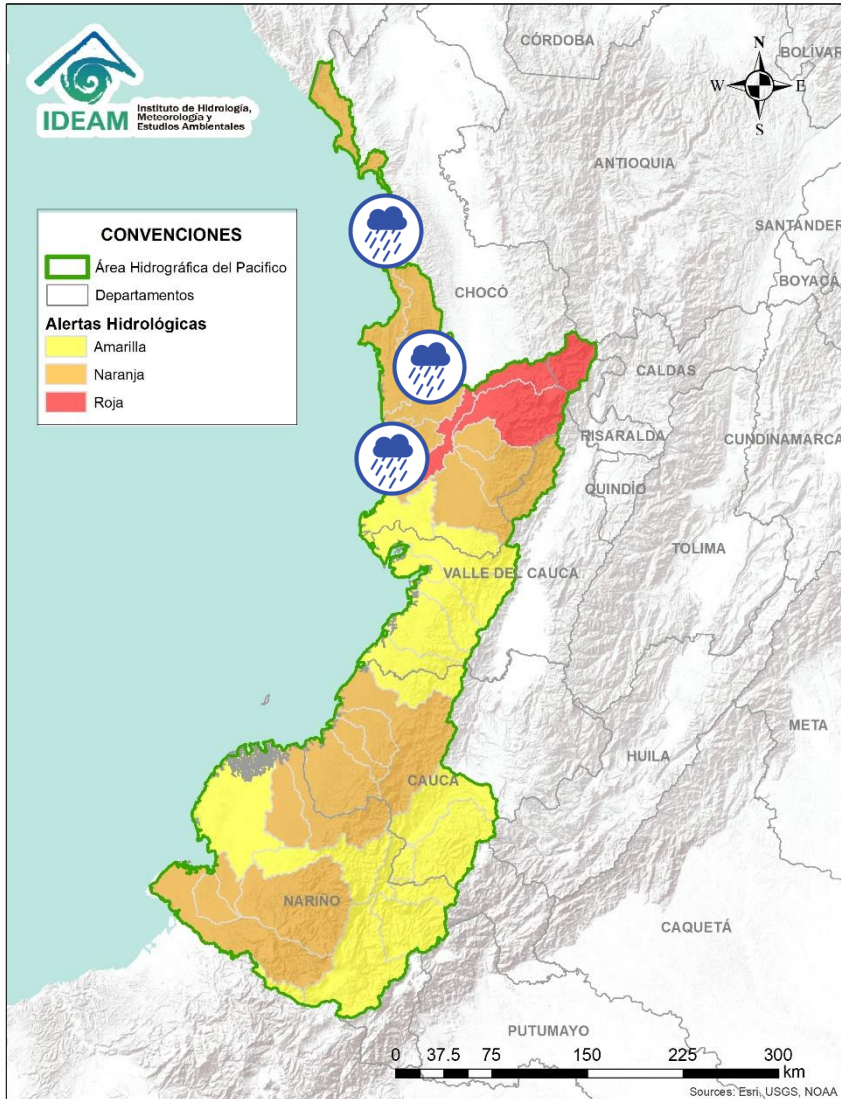 CÓRDOBA
BOLÍVAR
N
W E
S
IDEAM
Instituto de Hidrología,
Meteorología y
Estudios Ambientales
ANTIOQUIA
SANTANDER
CONVENCIONES
Área Hidrográfica del Pacifico
Departamentos
Alertas Hidrológicas
Amarilla
Naranja
Roja
BOYACÁ
CHOCÓ
CALDAS
RISARALDA
CUNDINAMARCA
QUINDÍO
TOLIMA
VALLE DEL CAUCA
META
HUILA
CAUCA
NARIÑO
CAQUETÁ
PUTUMAYO
0 37.5 75 150 225 300
km
Sources: Esri, USGS, NOAA